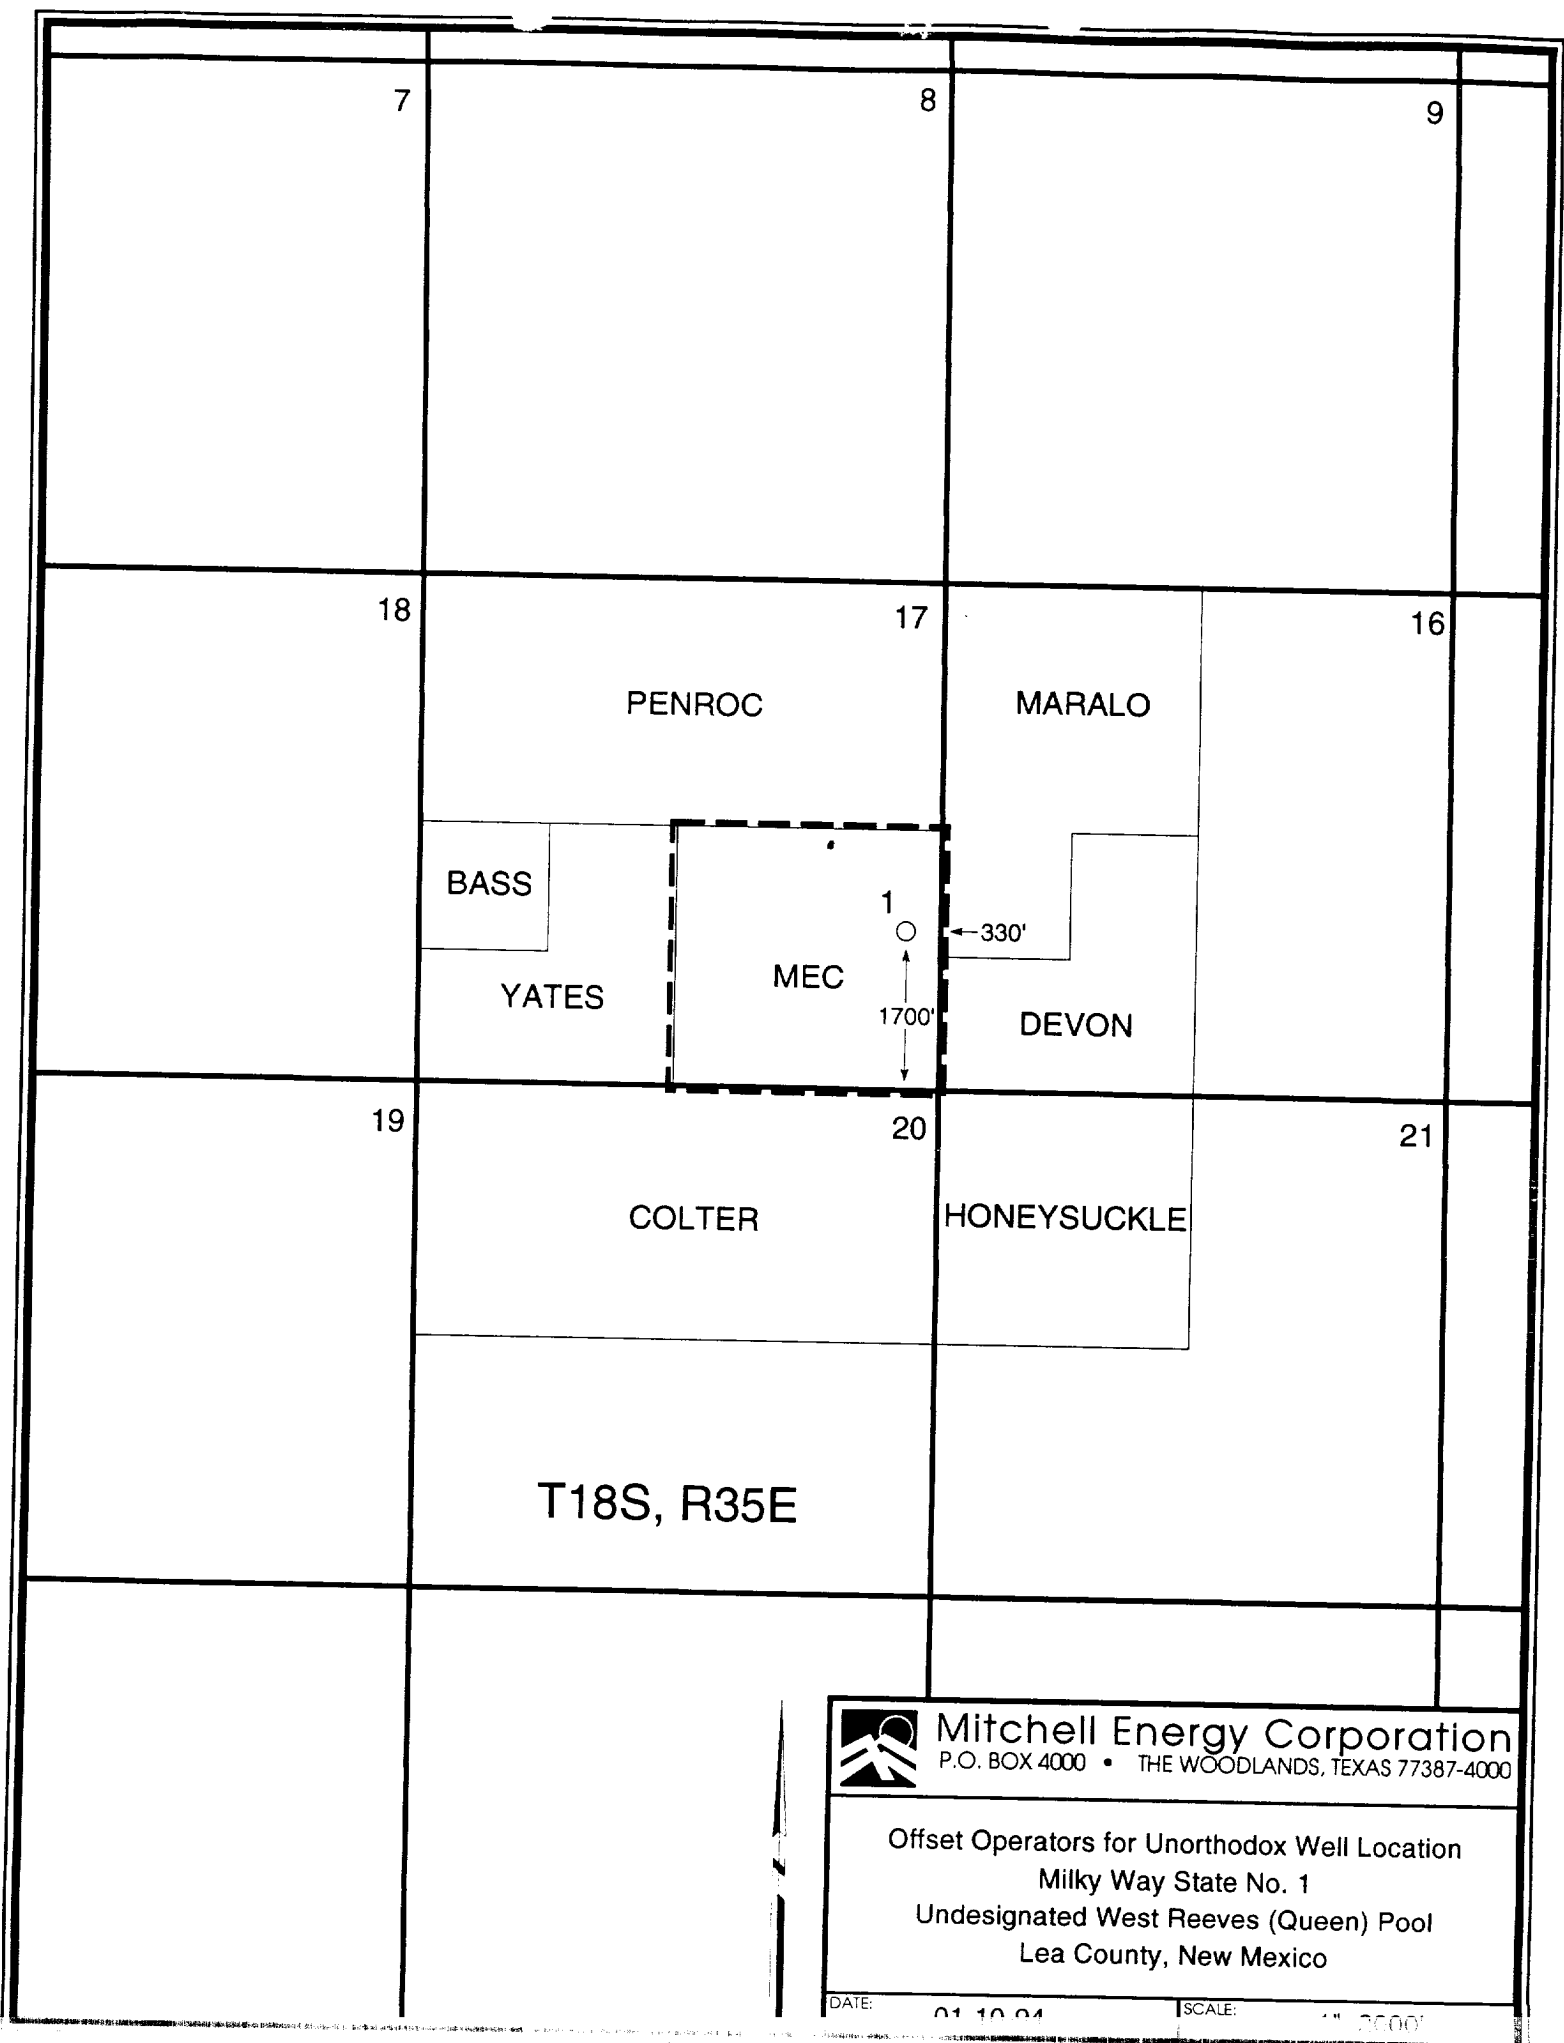 7
8
9
18
17
16
PENROC
MARALO
BASS
1
330'
MEC
YATES
1700'
DEVON
19
20
21
COLTER
HONEYSUCKLE
T18S, R35E
Mitchell Energy Corporation
P.O. BOX 4000 • THE WOODLANDS, TEXAS 77387-4000
Offset Operators for Unorthodox Well Location
Milky Way State No. 1
Undesignated West Reeves (Queen) Pool
Lea County, New Mexico
DATE:
SCALE: